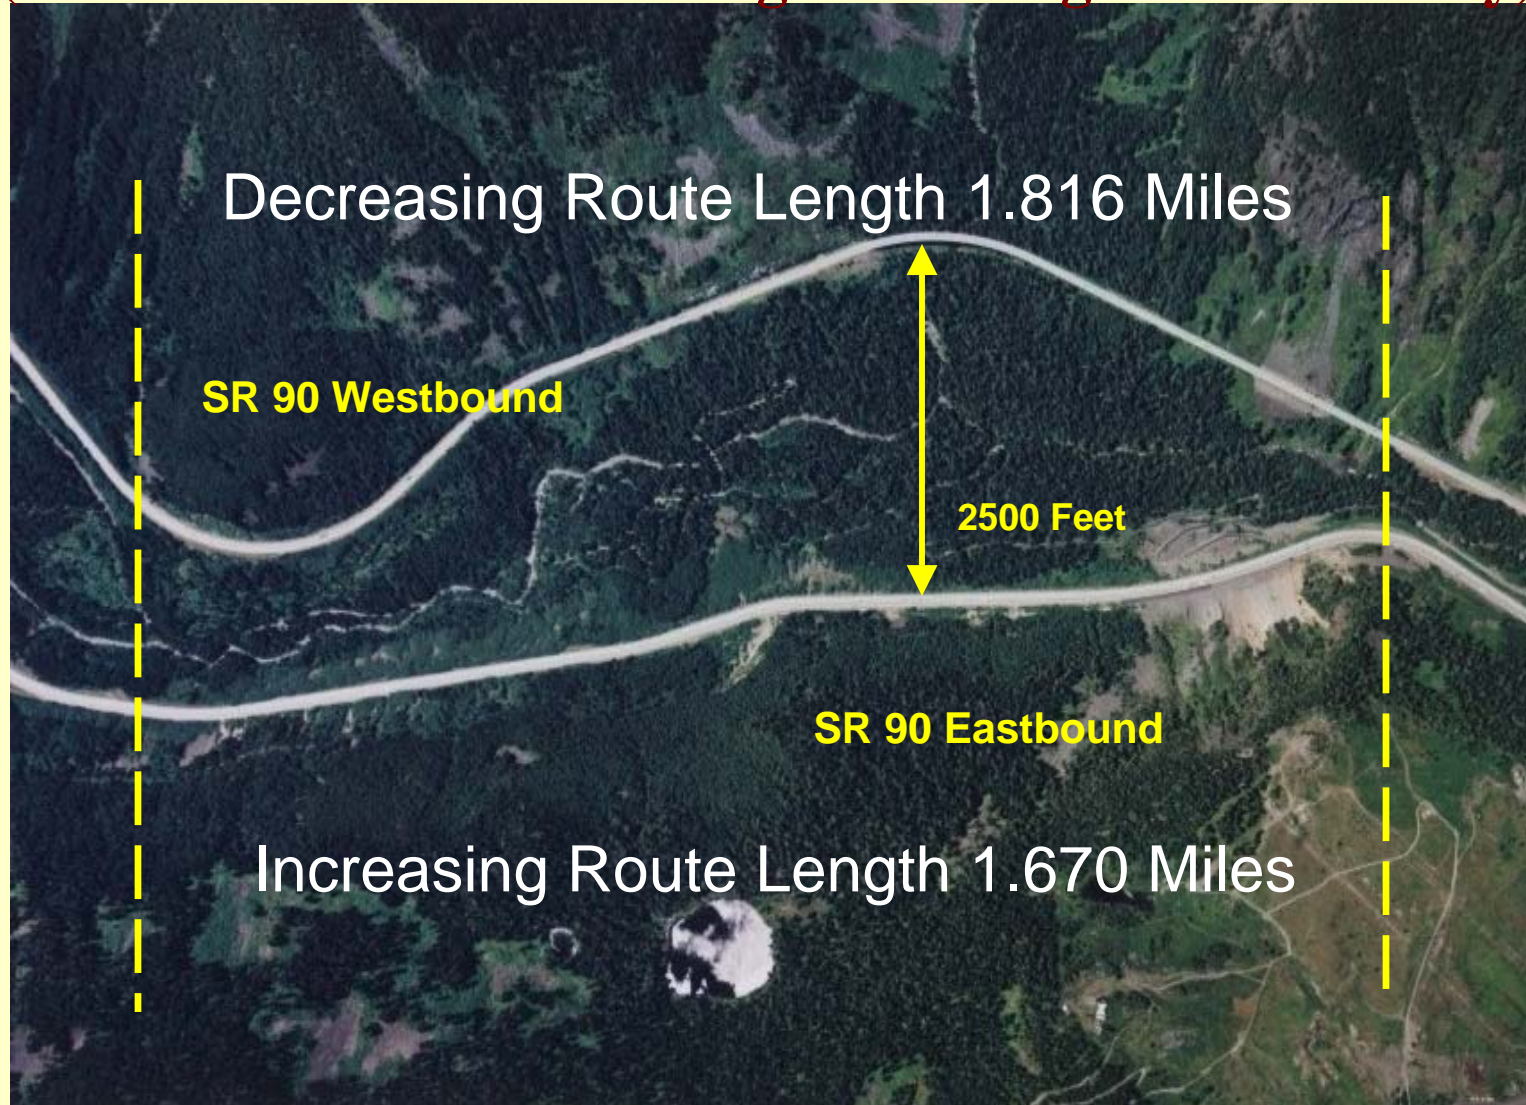 Decreasing Route Length 1.816 Miles
SR 90 Westbound
2500 Feet
SR 90 Eastbound
Increasing Route Length 1.670 Miles